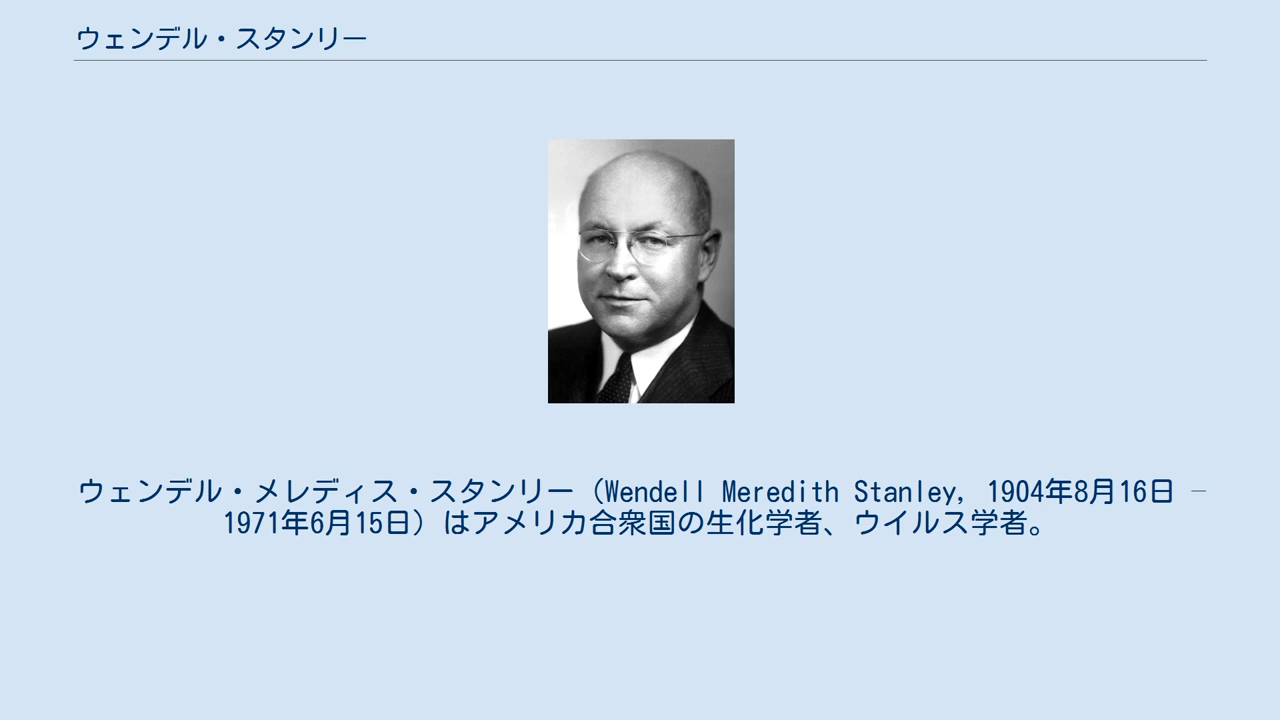 ウェンデル・スタンリー
ウェンデル・メレディス・スタンリー（Wendell Meredith Stanley, 1904年8月16日 –
1971年6月15日）はアメリカ合衆国の生化学者、ウイルス学者。